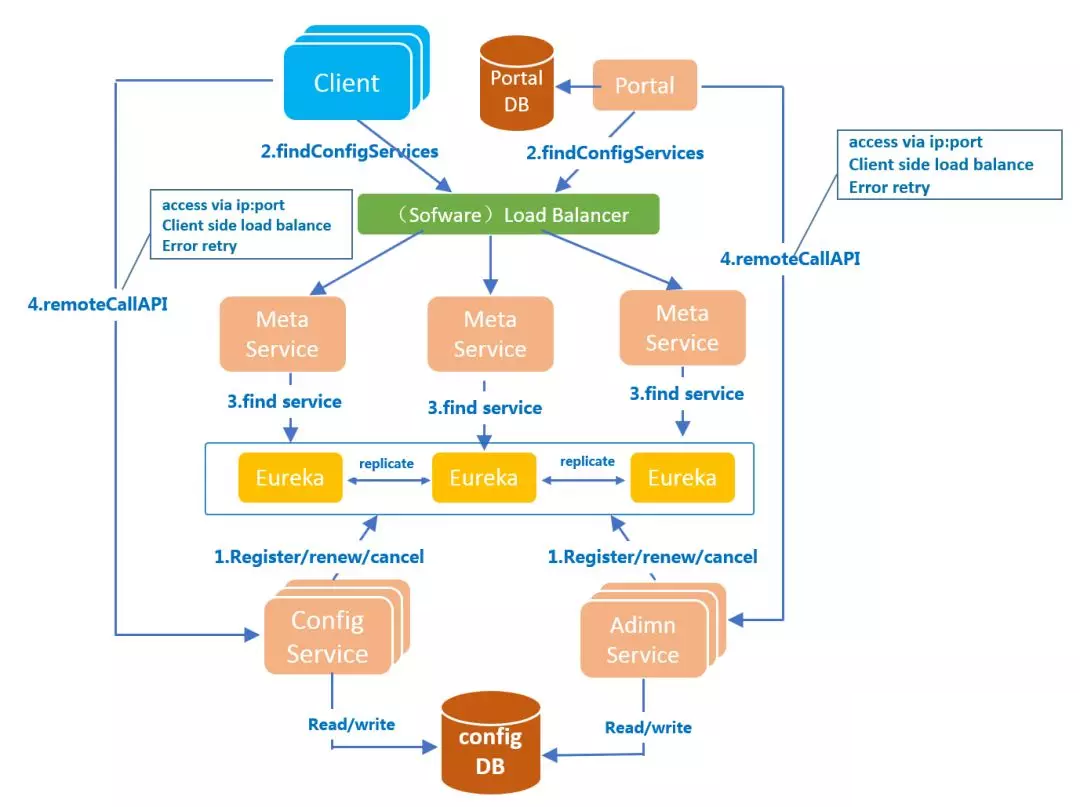 Client
Portal
DB
Portal
2.findConfigServices
2.findConfigServices
access via ip:port
Client side load balance
Error retry
access via ip:port
Client side load balance
Error retry
（Sofware）Load Balancer
4.remoteCallAPI
4.remoteCallAPI
Meta
Service
Meta
Service
Meta
Service
3.find service
3.find service
3.find service
Eureka
replicate
Eureka
replicate
Eureka
1.Register/renew/cancel
1.Register/renew/cancel
Config
Service
Adimn
Service
Read/write
Read/write
config
DB